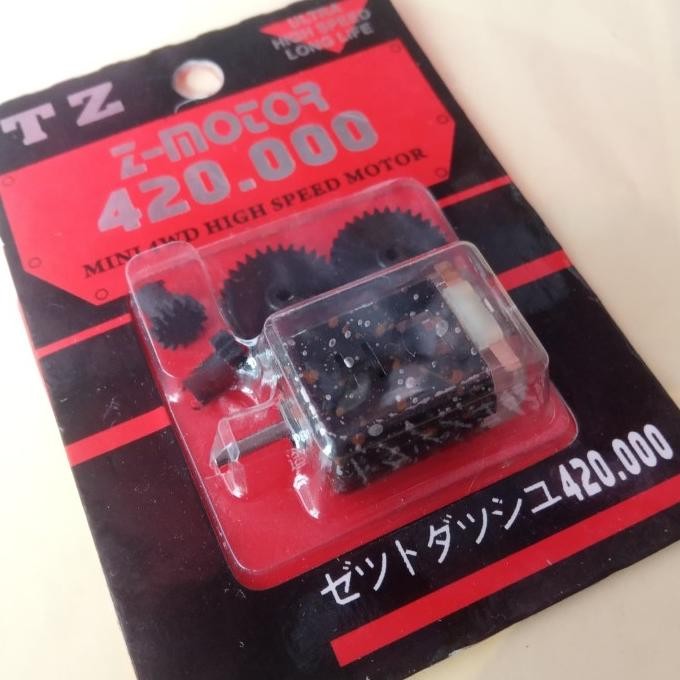 ULTRA
HIGH SPEED
LONG LIFE
TZ
Z-MOTOR
420.000
MINI 4WD HIGH SPEED MOTOR
ゼツトダツシユ420.000